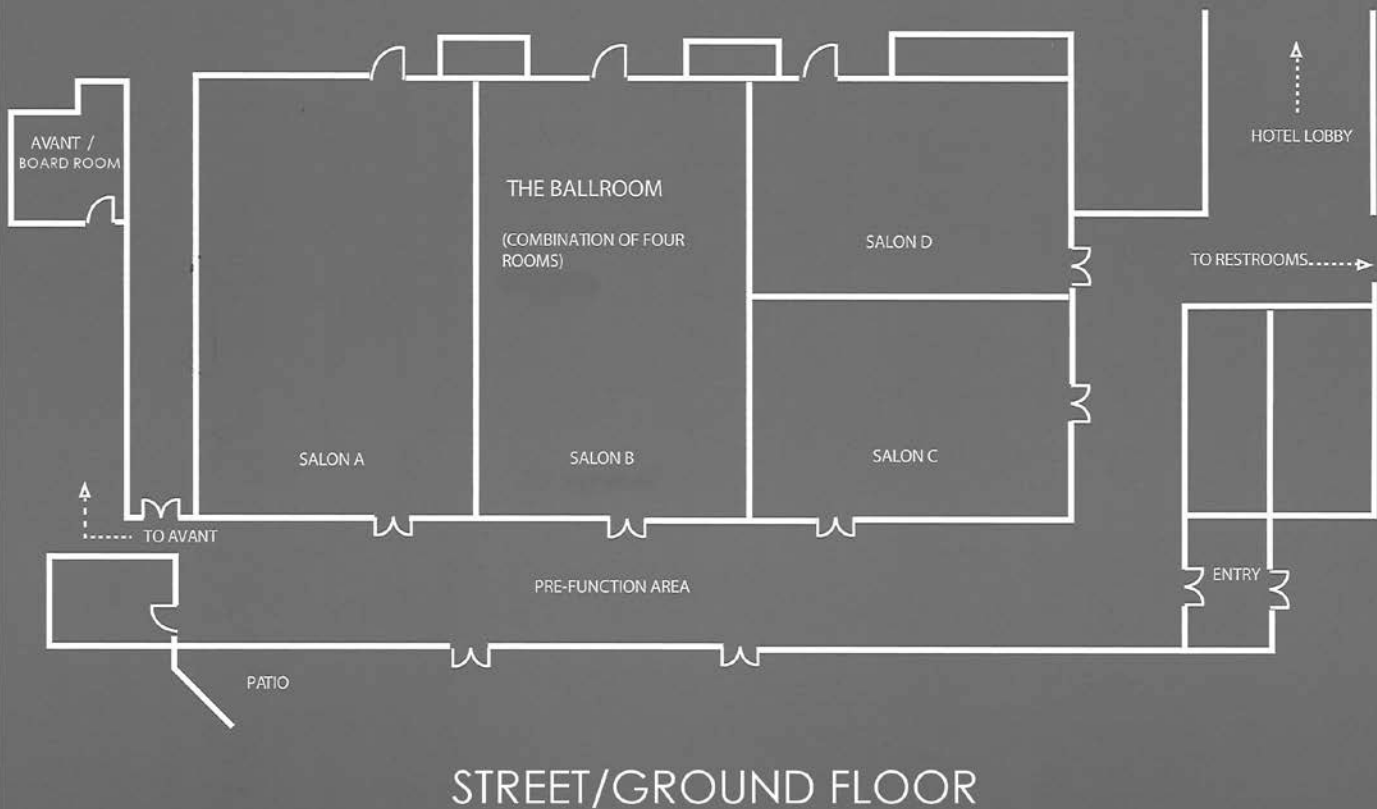 HOTEL LOBBY
AVANT /
BOARD ROOM
THE BALLROOM
(COMBINATION OF FOUR
ROOMS)
SALON D
TO RESTROOMS
SALON A
SALON B
SALON C
TO AVANT
PRE-FUNCTION AREA
ENTRY
PATIO
STREET/GROUND FLOOR